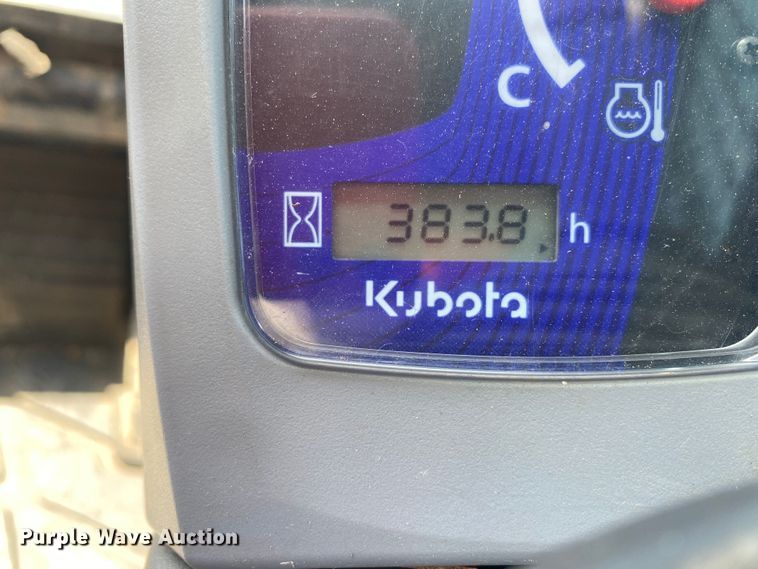 C
383.8 h
Kubota
Purple Wave Auction